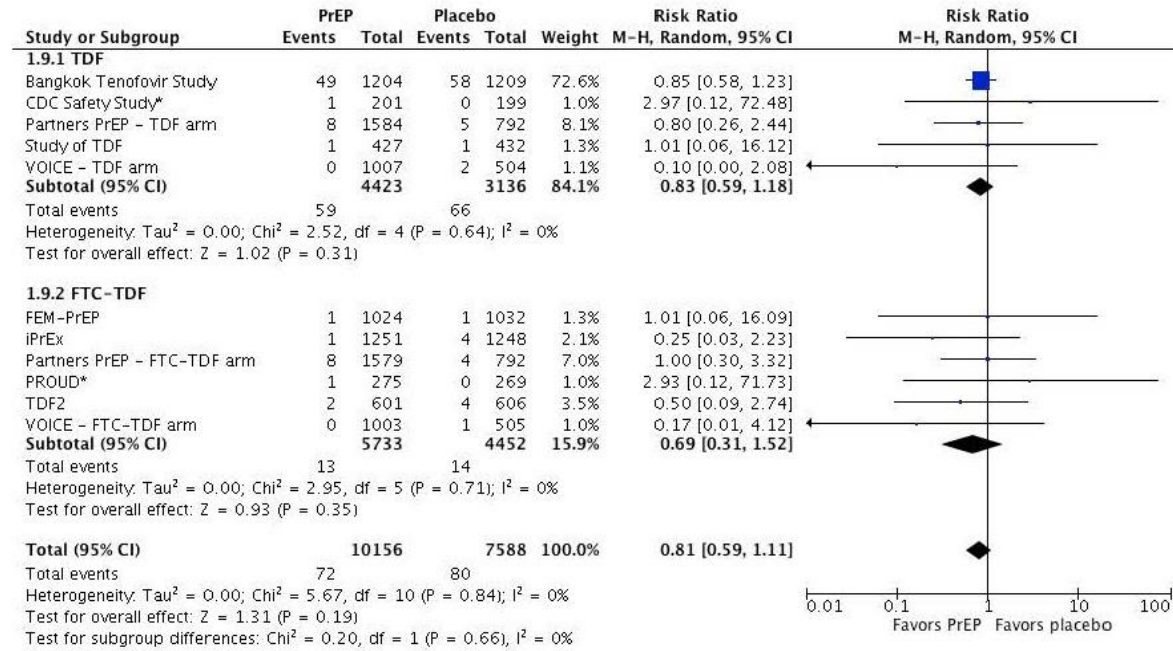 PrEP Placebo Risk Ratio Risk Ratio
Study or Subgroup Events Total Events Total Weight M-H, Random, 95% CI M-H, Random, 95% CI
1.9.1 TDF
Bangkok Tenofovir Study 49 1204 58 1209 72.6% 0.85 [0.58, 1.23]
CDC Safety Study* 1 201 0 199 1.0% 2.97 [0.12, 72.48]
Partners PrEP – TDF arm 8 1584 5 792 8.1% 0.80 [0.26, 2.44]
Study of TDF 1 427 1 432 1.3% 1.01 [0.06, 16.12]
VOICE – TDF arm 0 1007 2 504 1.1% 0.10 [0.00, 2.08]
Subtotal (95% CI) 4423 3136 84.1% 0.83 [0.59, 1.18]
Total events 59 66
Heterogeneity: Tau² = 0.00; Chi² = 2.52, df = 4 (P = 0.64); I² = 0%
Test for overall effect: Z = 1.02 (P = 0.31)
1.9.2 FTC-TDF
FEM-PrEP 1 1024 1 1032 1.3% 1.01 [0.06, 16.09]
iPrEx 1 1251 4 1248 2.1% 0.25 [0.03, 2.23]
Partners PrEP – FTC-TDF arm 8 1579 4 792 7.0% 1.00 [0.30, 3.32]
PROUD* 1 275 0 269 1.0% 2.93 [0.12, 71.73]
TDF2 2 601 4 606 3.5% 0.50 [0.09, 2.74]
VOICE – FTC-TDF arm 0 1003 1 505 1.0% 0.17 [0.01, 4.12]
Subtotal (95% CI) 5733 4452 15.9% 0.69 [0.31, 1.52]
Total events 13 14
Heterogeneity: Tau² = 0.00; Chi² = 2.95, df = 5 (P = 0.71); I² = 0%
Test for overall effect: Z = 0.93 (P = 0.35)
Total (95% CI) 10156 7588 100.0% 0.81 [0.59, 1.11]
Total events 72 80
Heterogeneity: Tau² = 0.00; Chi² = 5.67, df = 10 (P = 0.84); I² = 0%
Test for overall effect: Z = 1.31 (P = 0.19)
Test for subgroup differences: Chi² = 0.20, df = 1 (P = 0.66), I² = 0%
0.01 0.1 1 10 100
Favors PrEP Favors placebo